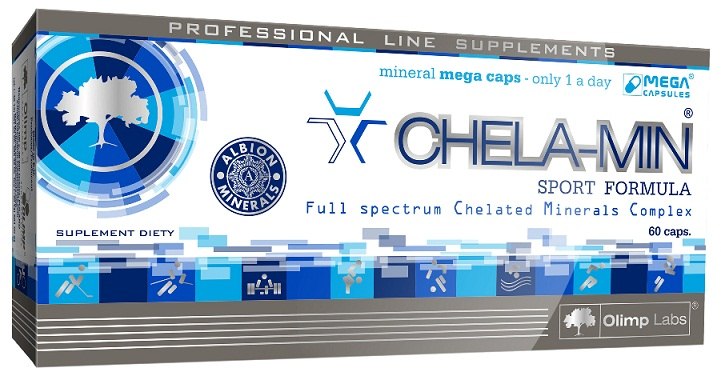 PROFESSIONAL LINE SUPPLEMENTS
mineral mega caps - only 1 a day
MEGA®
CAPSULES
CHELA-MIN®
SPORT FORMULA
Full spectrum Chelated Minerals Complex
60 caps.
ALBION
A
MINERALS
SUPLEMENT DIETY
Olimp Labs®
Olimp